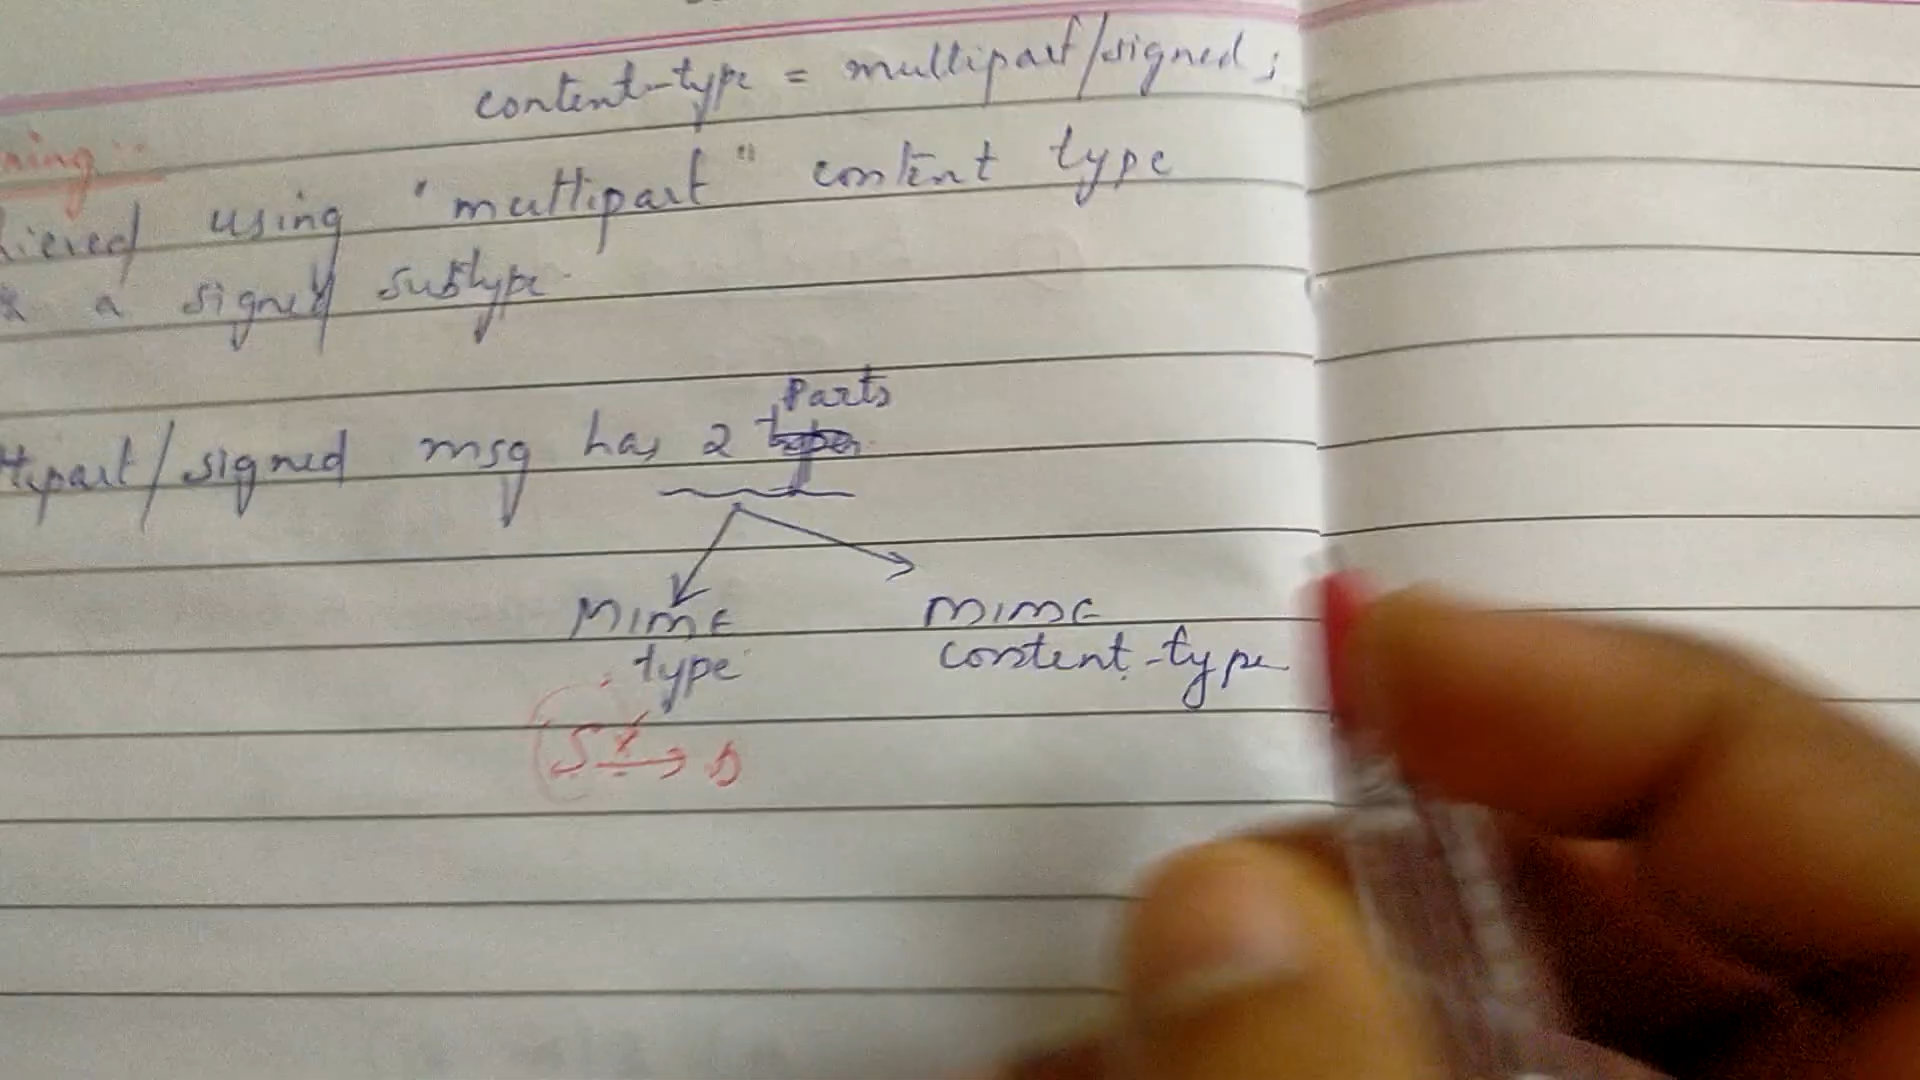 content-type = multipart/signed;
using "multipart" content type
a signed subtype
/signed msg has 2 Parts
MIME
type
MIME
content-type
S → D